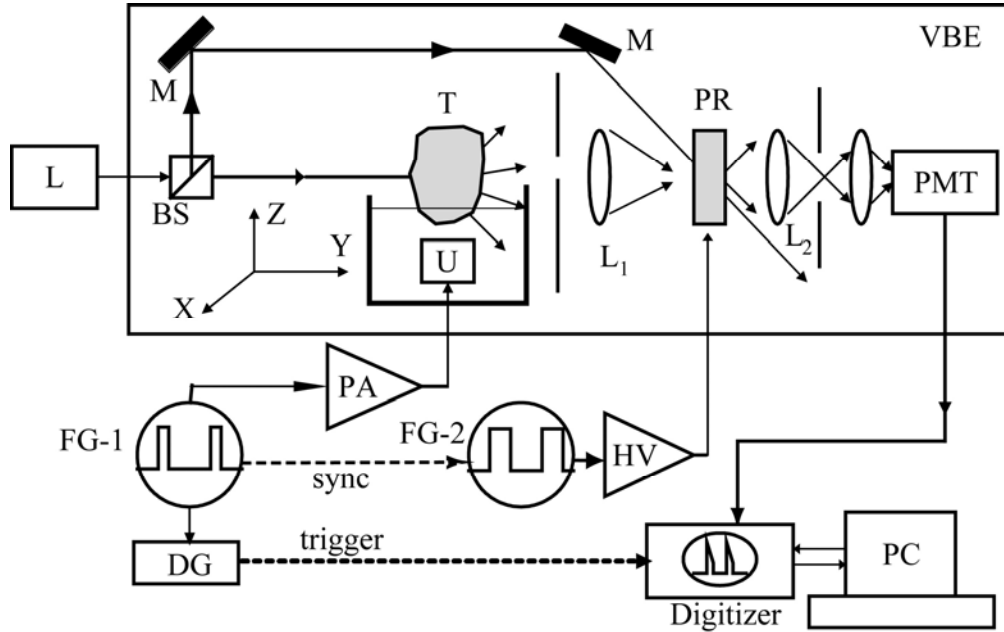 VBE
M
M
T
PR
L
BS
Z
Y
X
U
L1
L2
PMT
PA
FG-1
FG-2
HV
sync
DG
trigger
Digitizer
PC